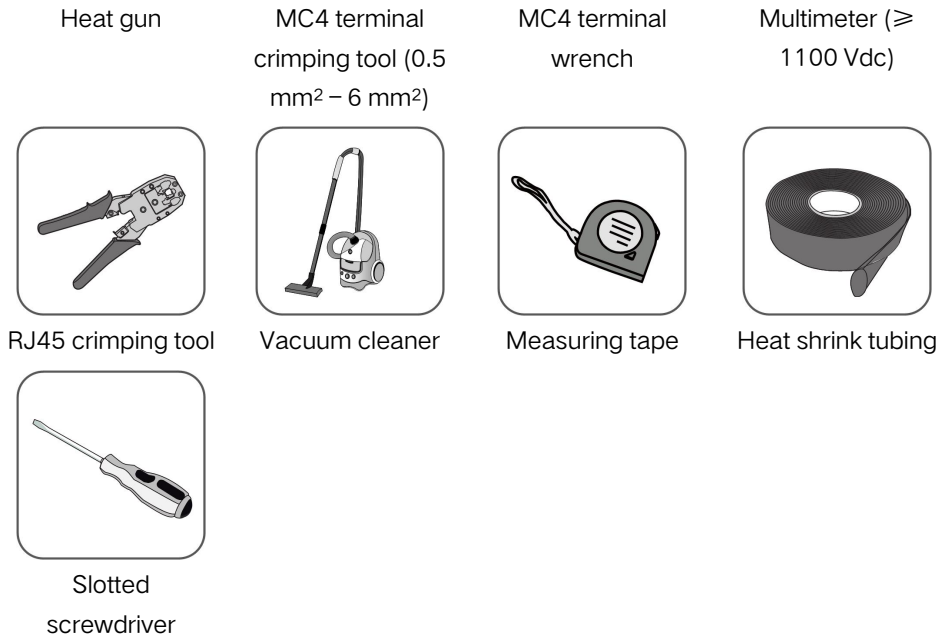 Heat gun
MC4 terminal
crimping tool (0.5
mm² – 6 mm²)
MC4 terminal
wrench
Multimeter (≥
1100 Vdc)
RJ45 crimping tool
Vacuum cleaner
Measuring tape
Heat shrink tubing
Slotted
screwdriver